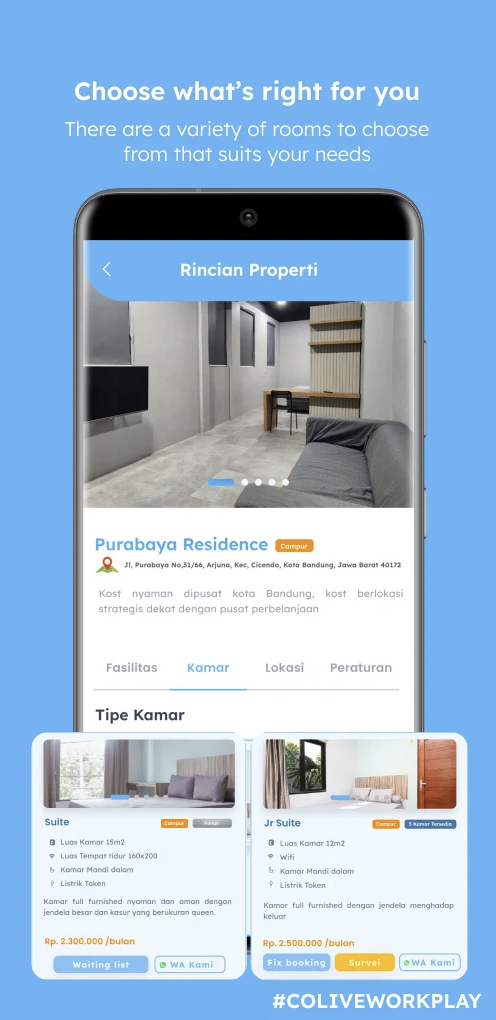 Choose what's right for you
There are a variety of rooms to choose
from that suits your needs
Rincian Properti
Purabaya Residence Campur
Jl, Purabaya No,31/66, Arjuna, Kec, Cicendo, Kota Bandung, Jawa Barat 40172
Kost nyaman dipusat kota Bandung, kost berlokasi
strategis dekat dengan pusat perbelanjaan
Fasilitas Kamar Lokasi Peraturan
Tipe Kamar
Suite Campur Penuh
Luas Kamar 15m2
Luas Tempat tidur 160x200
Kamar Mandi dalam
Listrik Token
Kamar full furnished nyaman dan aman dengan
jendela besar dan kasur yang berukuran queen.
Rp. 2.300.000 /bulan
Waiting list WA Kami
Jr Suite Campur 5 Kamar Tersedia
Luas Kamar 12m2
Wifi
Kamar Mandi dalam
Listrik Token
Kamar full furnished dengan jendela menghadap
keluar
Rp. 2.500.000 /bulan
Fix booking Survei WA Kami
#COLIVEWORKPLAY